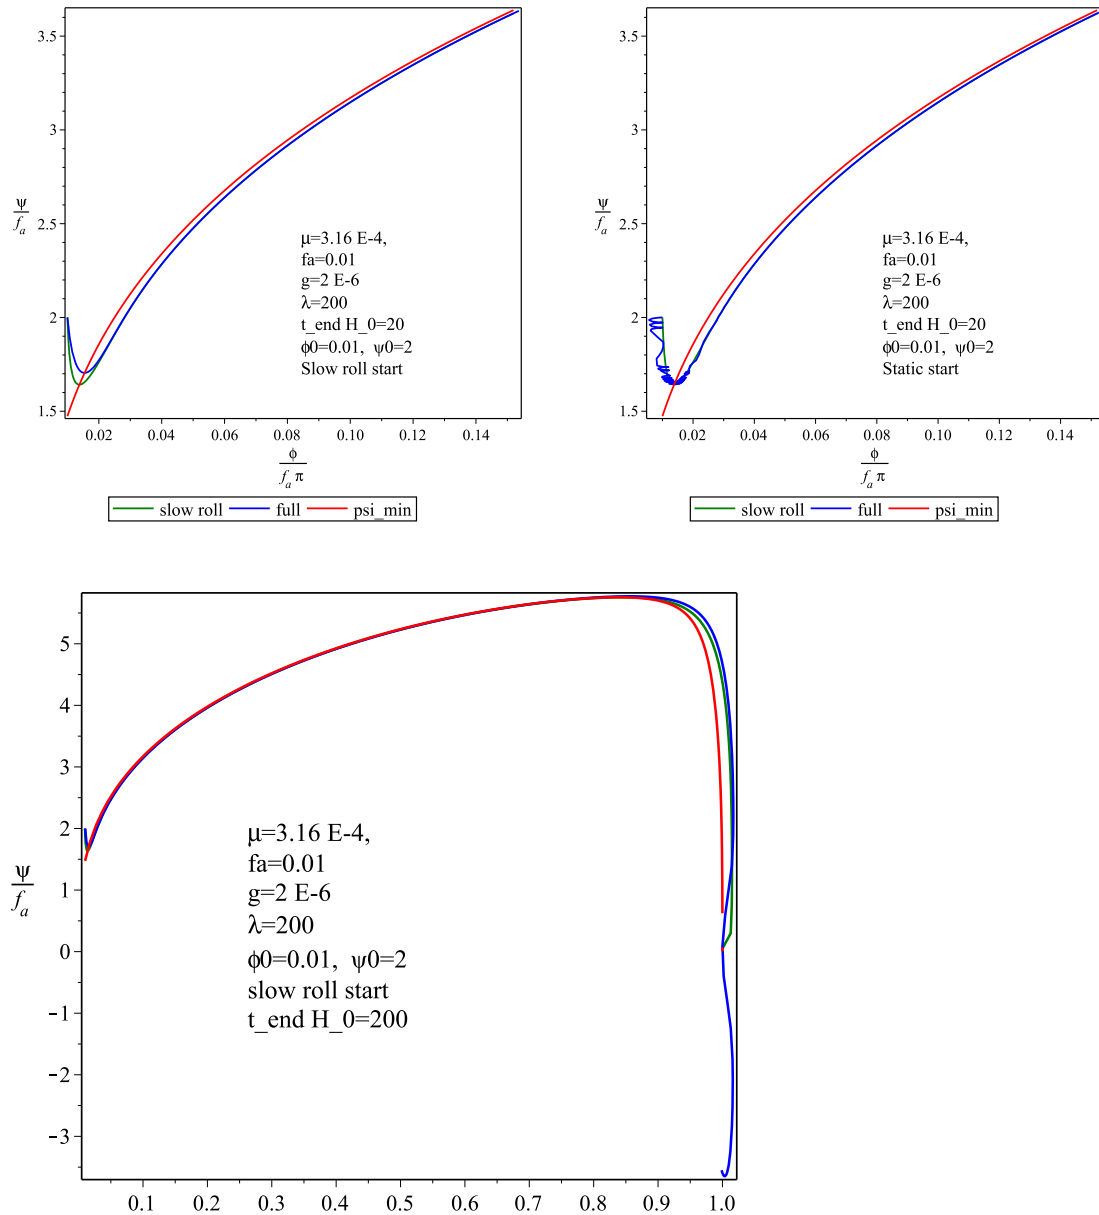 3.5
3
ψ
f_a
2.5
2
1.5
μ=3.16 E-4,
fa=0.01
g=2 E-6
λ=200
t_end H_0=20
ϕ0=0.01, ψ0=2
Slow roll start
0.02 0.04 0.06 0.08 0.10 0.12 0.14
ϕ
f_a π
slow roll full psi_min
3.5
3
ψ
f_a
2.5
2
1.5
μ=3.16 E-4,
fa=0.01
g=2 E-6
λ=200
t_end H_0=20
ϕ0=0.01, ψ0=2
Static start
0.02 0.04 0.06 0.08 0.10 0.12 0.14
ϕ
f_a π
slow roll full psi_min
5
4
3
2
ψ
f_a
1
0
−1
−2
−3
μ=3.16 E-4,
fa=0.01
g=2 E-6
λ=200
ϕ0=0.01, ψ0=2
slow roll start
t_end H_0=200
0.1 0.2 0.3 0.4 0.5 0.6 0.7 0.8 0.9 1.0